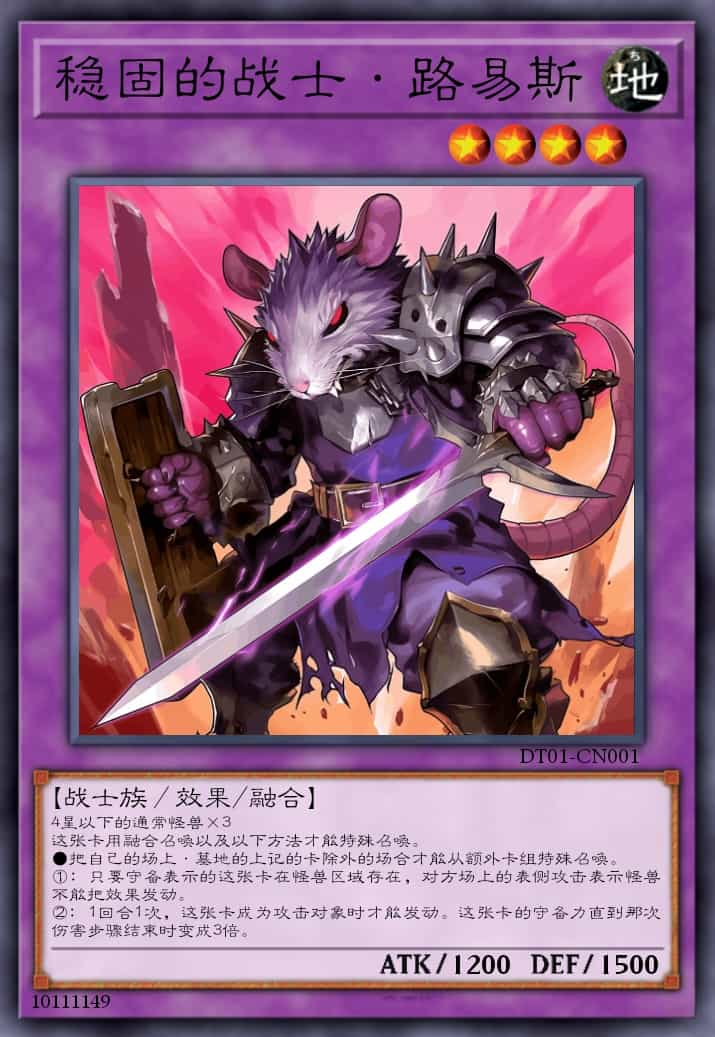 稳固的战士・路易斯
ち
地
DT01-CN001
【战士族／效果/融合】
4星以下的通常怪兽×3
这张卡用融合召唤以及以下方法才能特殊召唤。
●把自己的场上・墓地的上记的卡除外的场合才能从额外卡组特殊召唤。
①：只要守备表示的这张卡在怪兽区域存在，对方场上的表侧攻击表示怪兽
不能把效果发动。
②：1回合1次，这张卡成为攻击对象时才能发动。这张卡的守备力直到那次
伤害步骤结束时变成3倍。
ATK/1200 DEF/1500
10111149